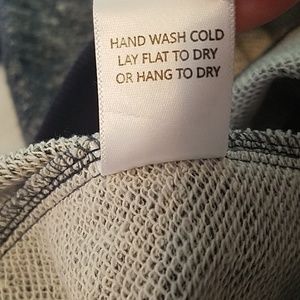 HAND WASH COLD
LAY FLAT TO DRY
OR HANG TO DRY